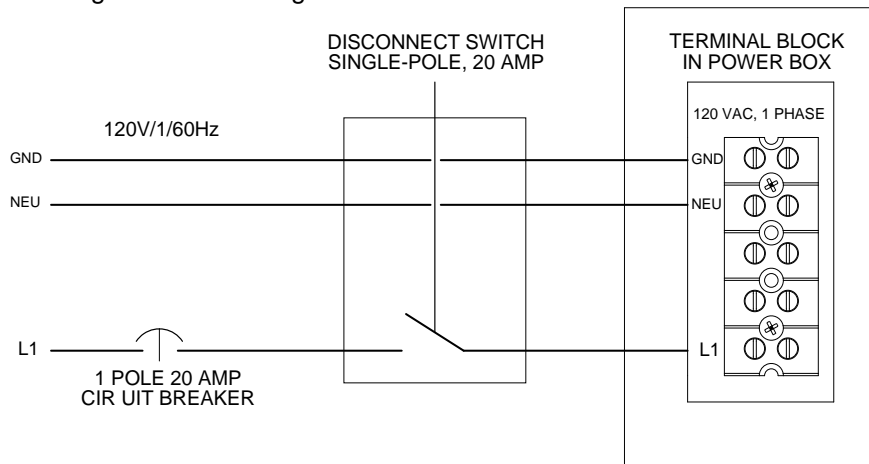 DISCONNECT SWITCH
SINGLE-POLE, 20 AMP
TERMINAL BLOCK
IN POWER BOX
120 VAC, 1 PHASE
120V/1/60Hz
GND
GND
NEU
NEU
L1
L1
1 POLE 20 AMP
CIR UIT BREAKER